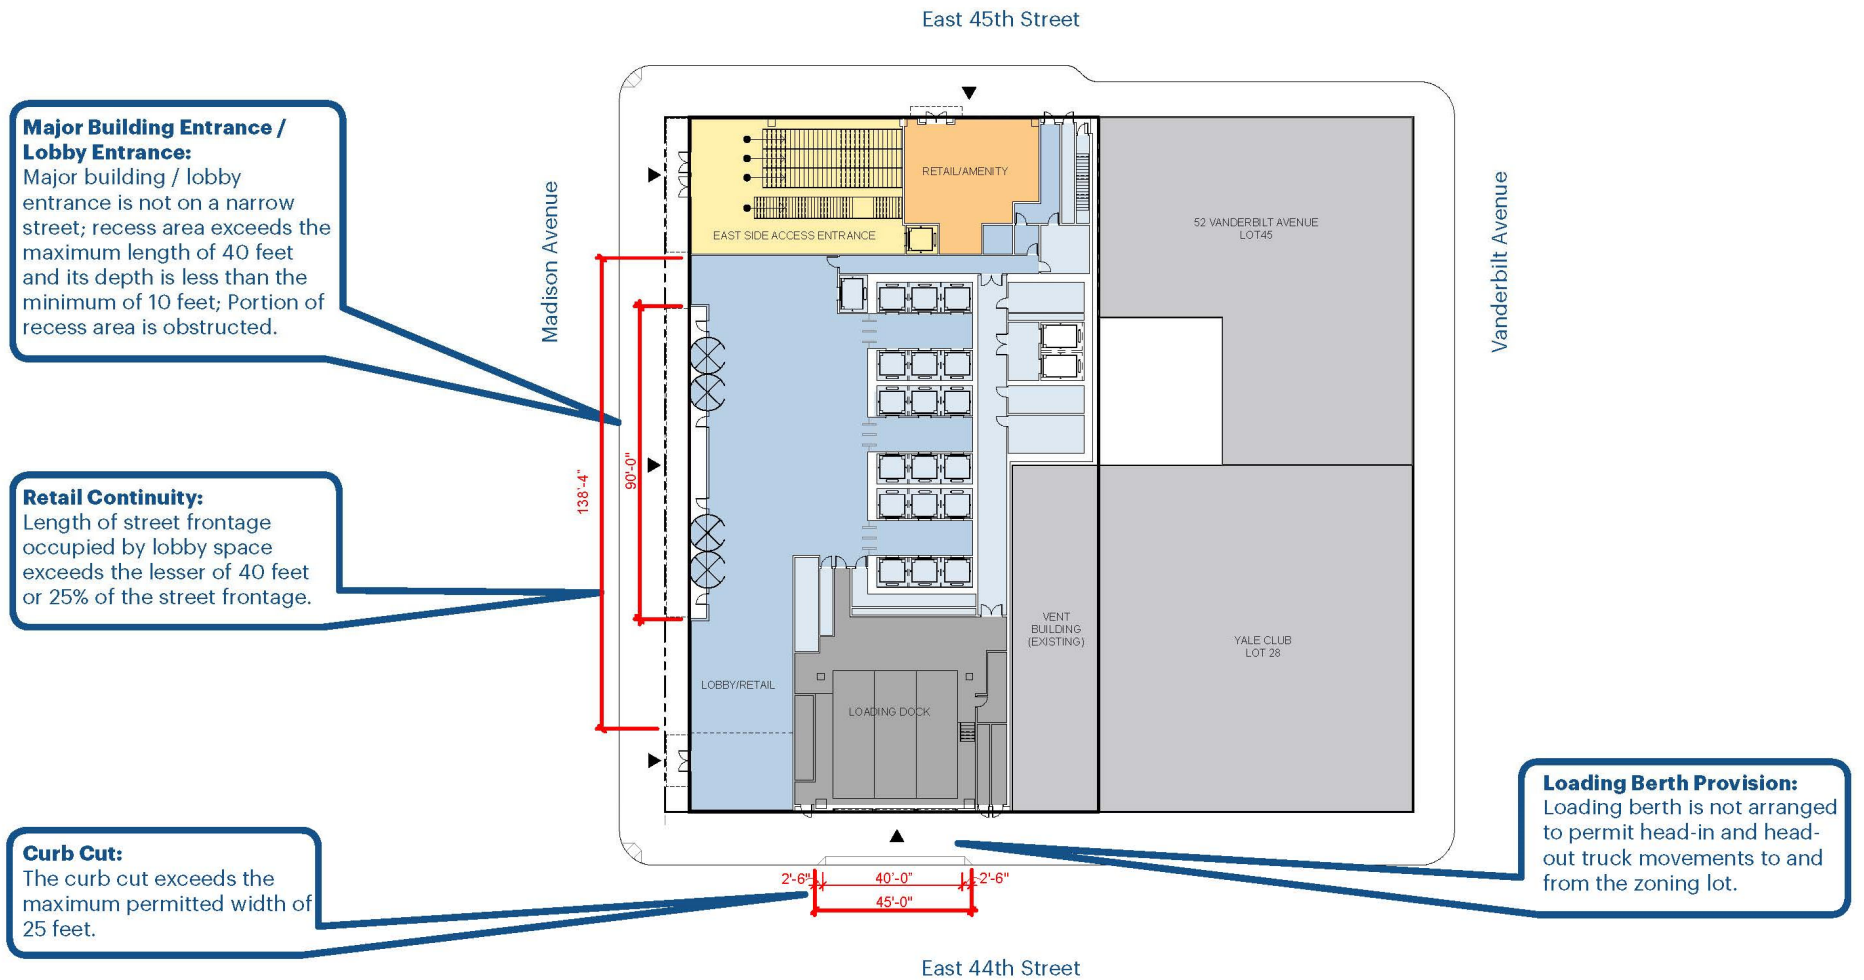 East 45th Street
Major Building Entrance /
Lobby Entrance:
Major building / lobby
entrance is not on a narrow
street; recess area exceeds the
maximum length of 40 feet
and its depth is less than the
minimum of 10 feet; Portion of
recess area is obstructed.
Retail Continuity:
Length of street frontage
occupied by lobby space
exceeds the lesser of 40 feet
or 25% of the street frontage.
Curb Cut:
The curb cut exceeds the
maximum permitted width of
25 feet.
Madison Avenue
138'-4"
90'-0"
EAST SIDE ACCESS ENTRANCE
RETAIL/AMENITY
LOBBY/RETAIL
LOADING DOCK
VENT
BUILDING
(EXISTING)
52 VANDERBILT AVENUE
LOT45
YALE CLUB
LOT 28
Vanderbilt Avenue
2'-6"
40'-0"
2'-6"
45'-0"
Loading Berth Provision:
Loading berth is not arranged
to permit head-in and head-
out truck movements to and
from the zoning lot.
East 44th Street